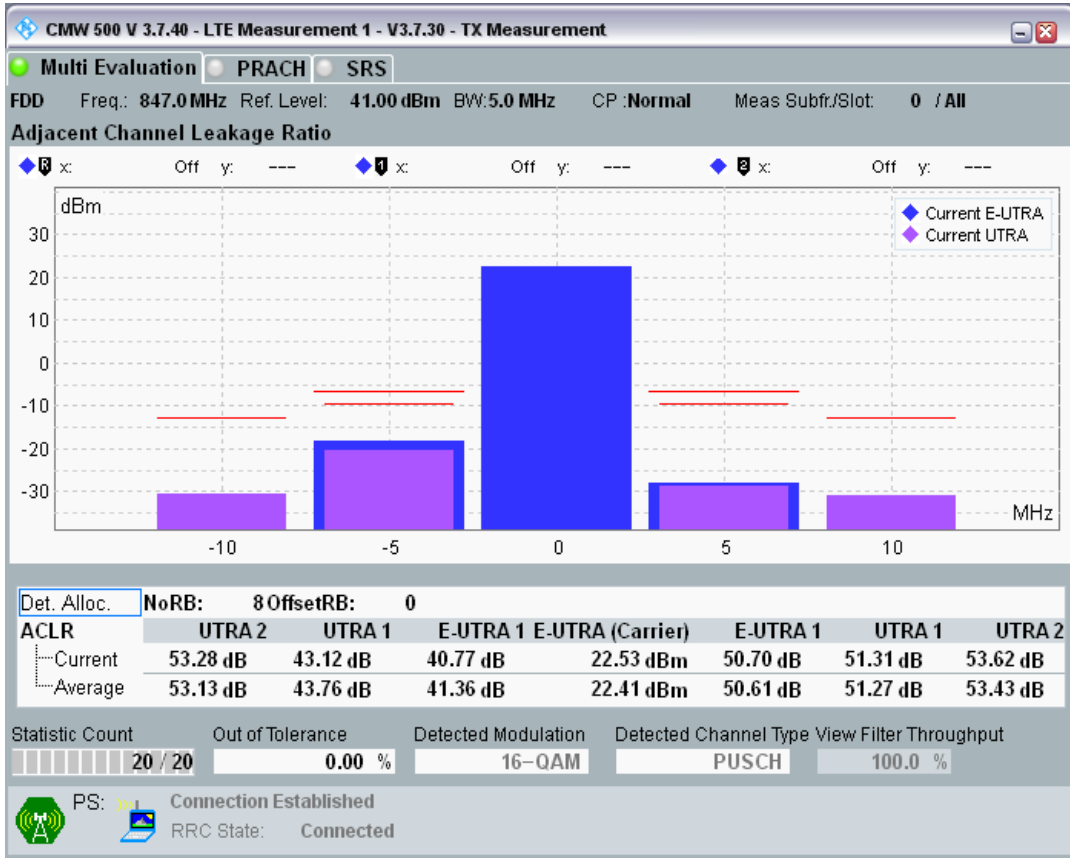 CMW 500 V 3.7.40 - LTE Measurement 1 - V3.7.30 - TX Measurement
Multi Evaluation PRACH SRS
FDD Freq.: 847.0 MHz Ref. Level: 41.00 dBm BW: 5.0 MHz CP : Normal Meas Subfr./Slot: 0 / All
Adjacent Channel Leakage Ratio
R x: Off y: --- 1 x: Off y: --- 2 x: Off y: ---
dBm
Current E-UTRA
Current UTRA
30
20
10
0
-10
-20
-30
MHz
-10 -5 0 5 10
Det. Alloc. NoRB: 8 OffsetRB: 0
ACLR UTRA 2 UTRA 1 E-UTRA 1 E-UTRA (Carrier) E-UTRA 1 UTRA 1 UTRA 2
Current 53.28 dB 43.12 dB 40.77 dB 22.53 dBm 50.70 dB 51.31 dB 53.62 dB
Average 53.13 dB 43.76 dB 41.36 dB 22.41 dBm 50.61 dB 51.27 dB 53.43 dB
Statistic Count Out of Tolerance Detected Modulation Detected Channel Type View Filter Throughput
20 / 20 0.00 % 16-QAM PUSCH 100.0 %
PS: Connection Established
RRC State: Connected